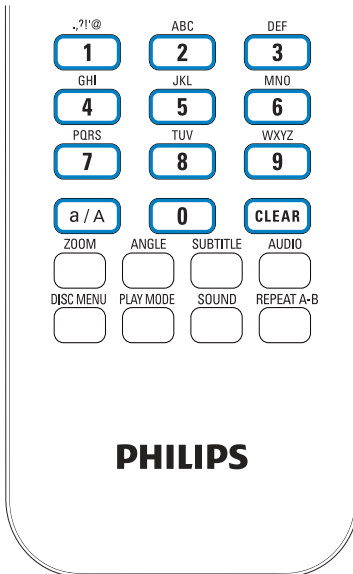 .,?!'@ ABC DEF
1 2 3
GHI JKL MNO
4 5 6
PQRS TUV WXYZ
7 8 9
a / A 0 CLEAR
ZOOM ANGLE SUBTITLE AUDIO
DISC MENU PLAY MODE SOUND REPEAT A-B
PHILIPS